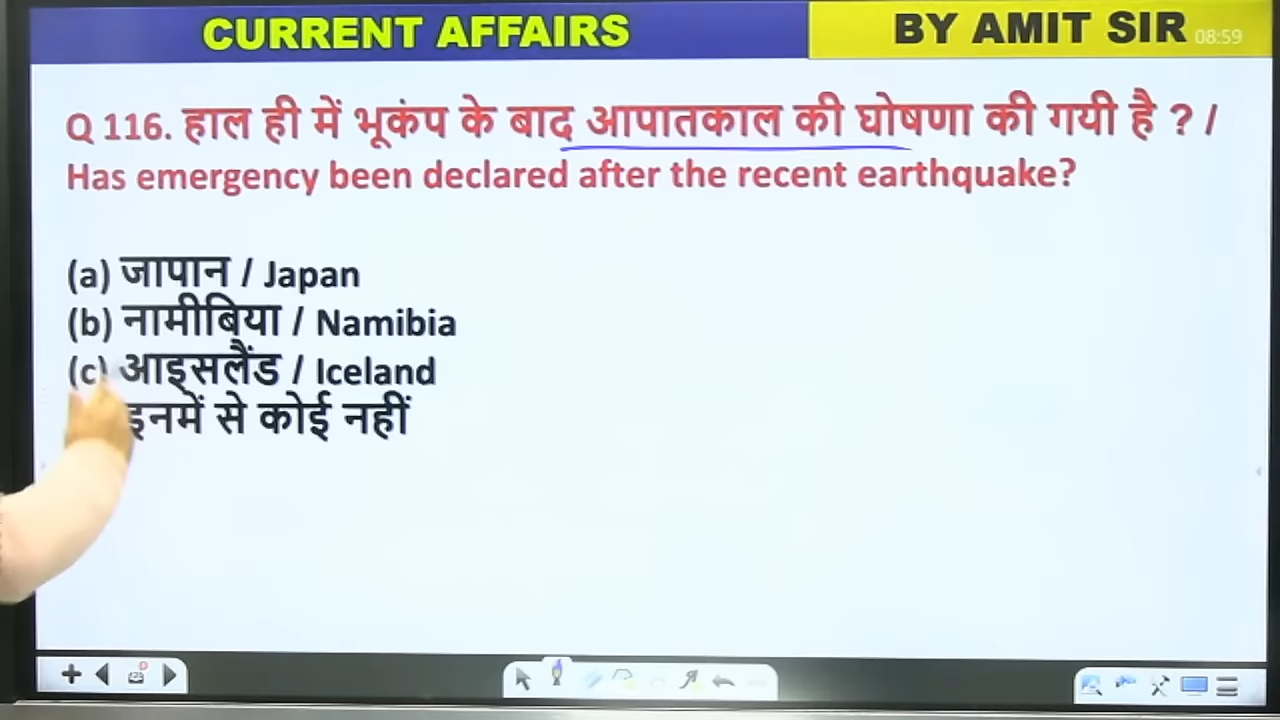 CURRENT AFFAIRS
BY AMIT SIR 08:59
Q 116. हाल ही में भूकंप के बाद आपातकाल की घोषणा की गयी है ? /
Has emergency been declared after the recent earthquake?
(a) जापान / Japan
(b) नामीबिया / Namibia
(c) आइसलैंड / Iceland
इनमें से कोई नहीं